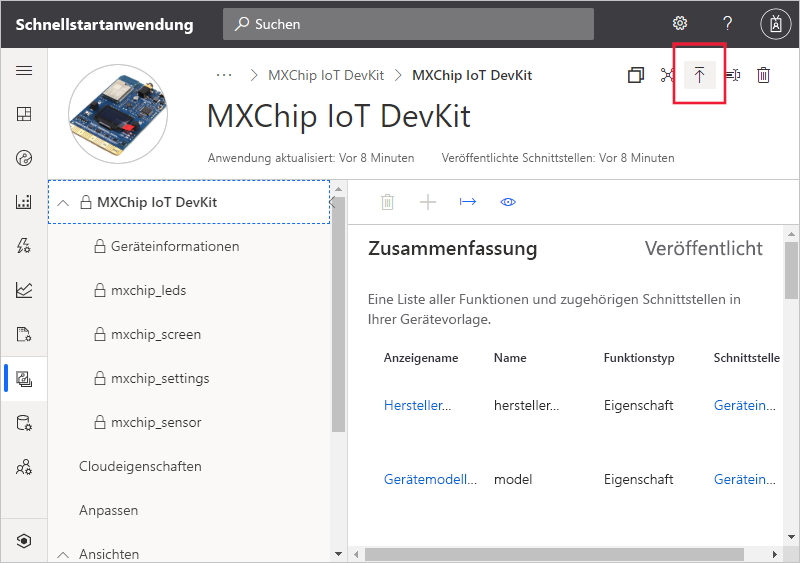 Schnellstartanwendung
Suchen
?
... > MXChip IoT DevKit > MXChip IoT DevKit
MXChip IoT DevKit
Anwendung aktualisiert: Vor 8 Minuten Veröffentlichte Schnittstellen: Vor 8 Minuten
MXChip IoT DevKit
Geräteinformationen
mxchip_leds
mxchip_screen
mxchip_settings
mxchip_sensor
Cloudeigenschaften
Anpassen
Ansichten
Zusammenfassung Veröffentlicht
Eine Liste aller Funktionen und zugehörigen Schnittstellen in
Ihrer Gerätevorlage.
Anzeigename Name Funktionstyp Schnittstelle
Hersteller... hersteller... Eigenschaft Gerätein...
Gerätemodell... model Eigenschaft Gerätein...